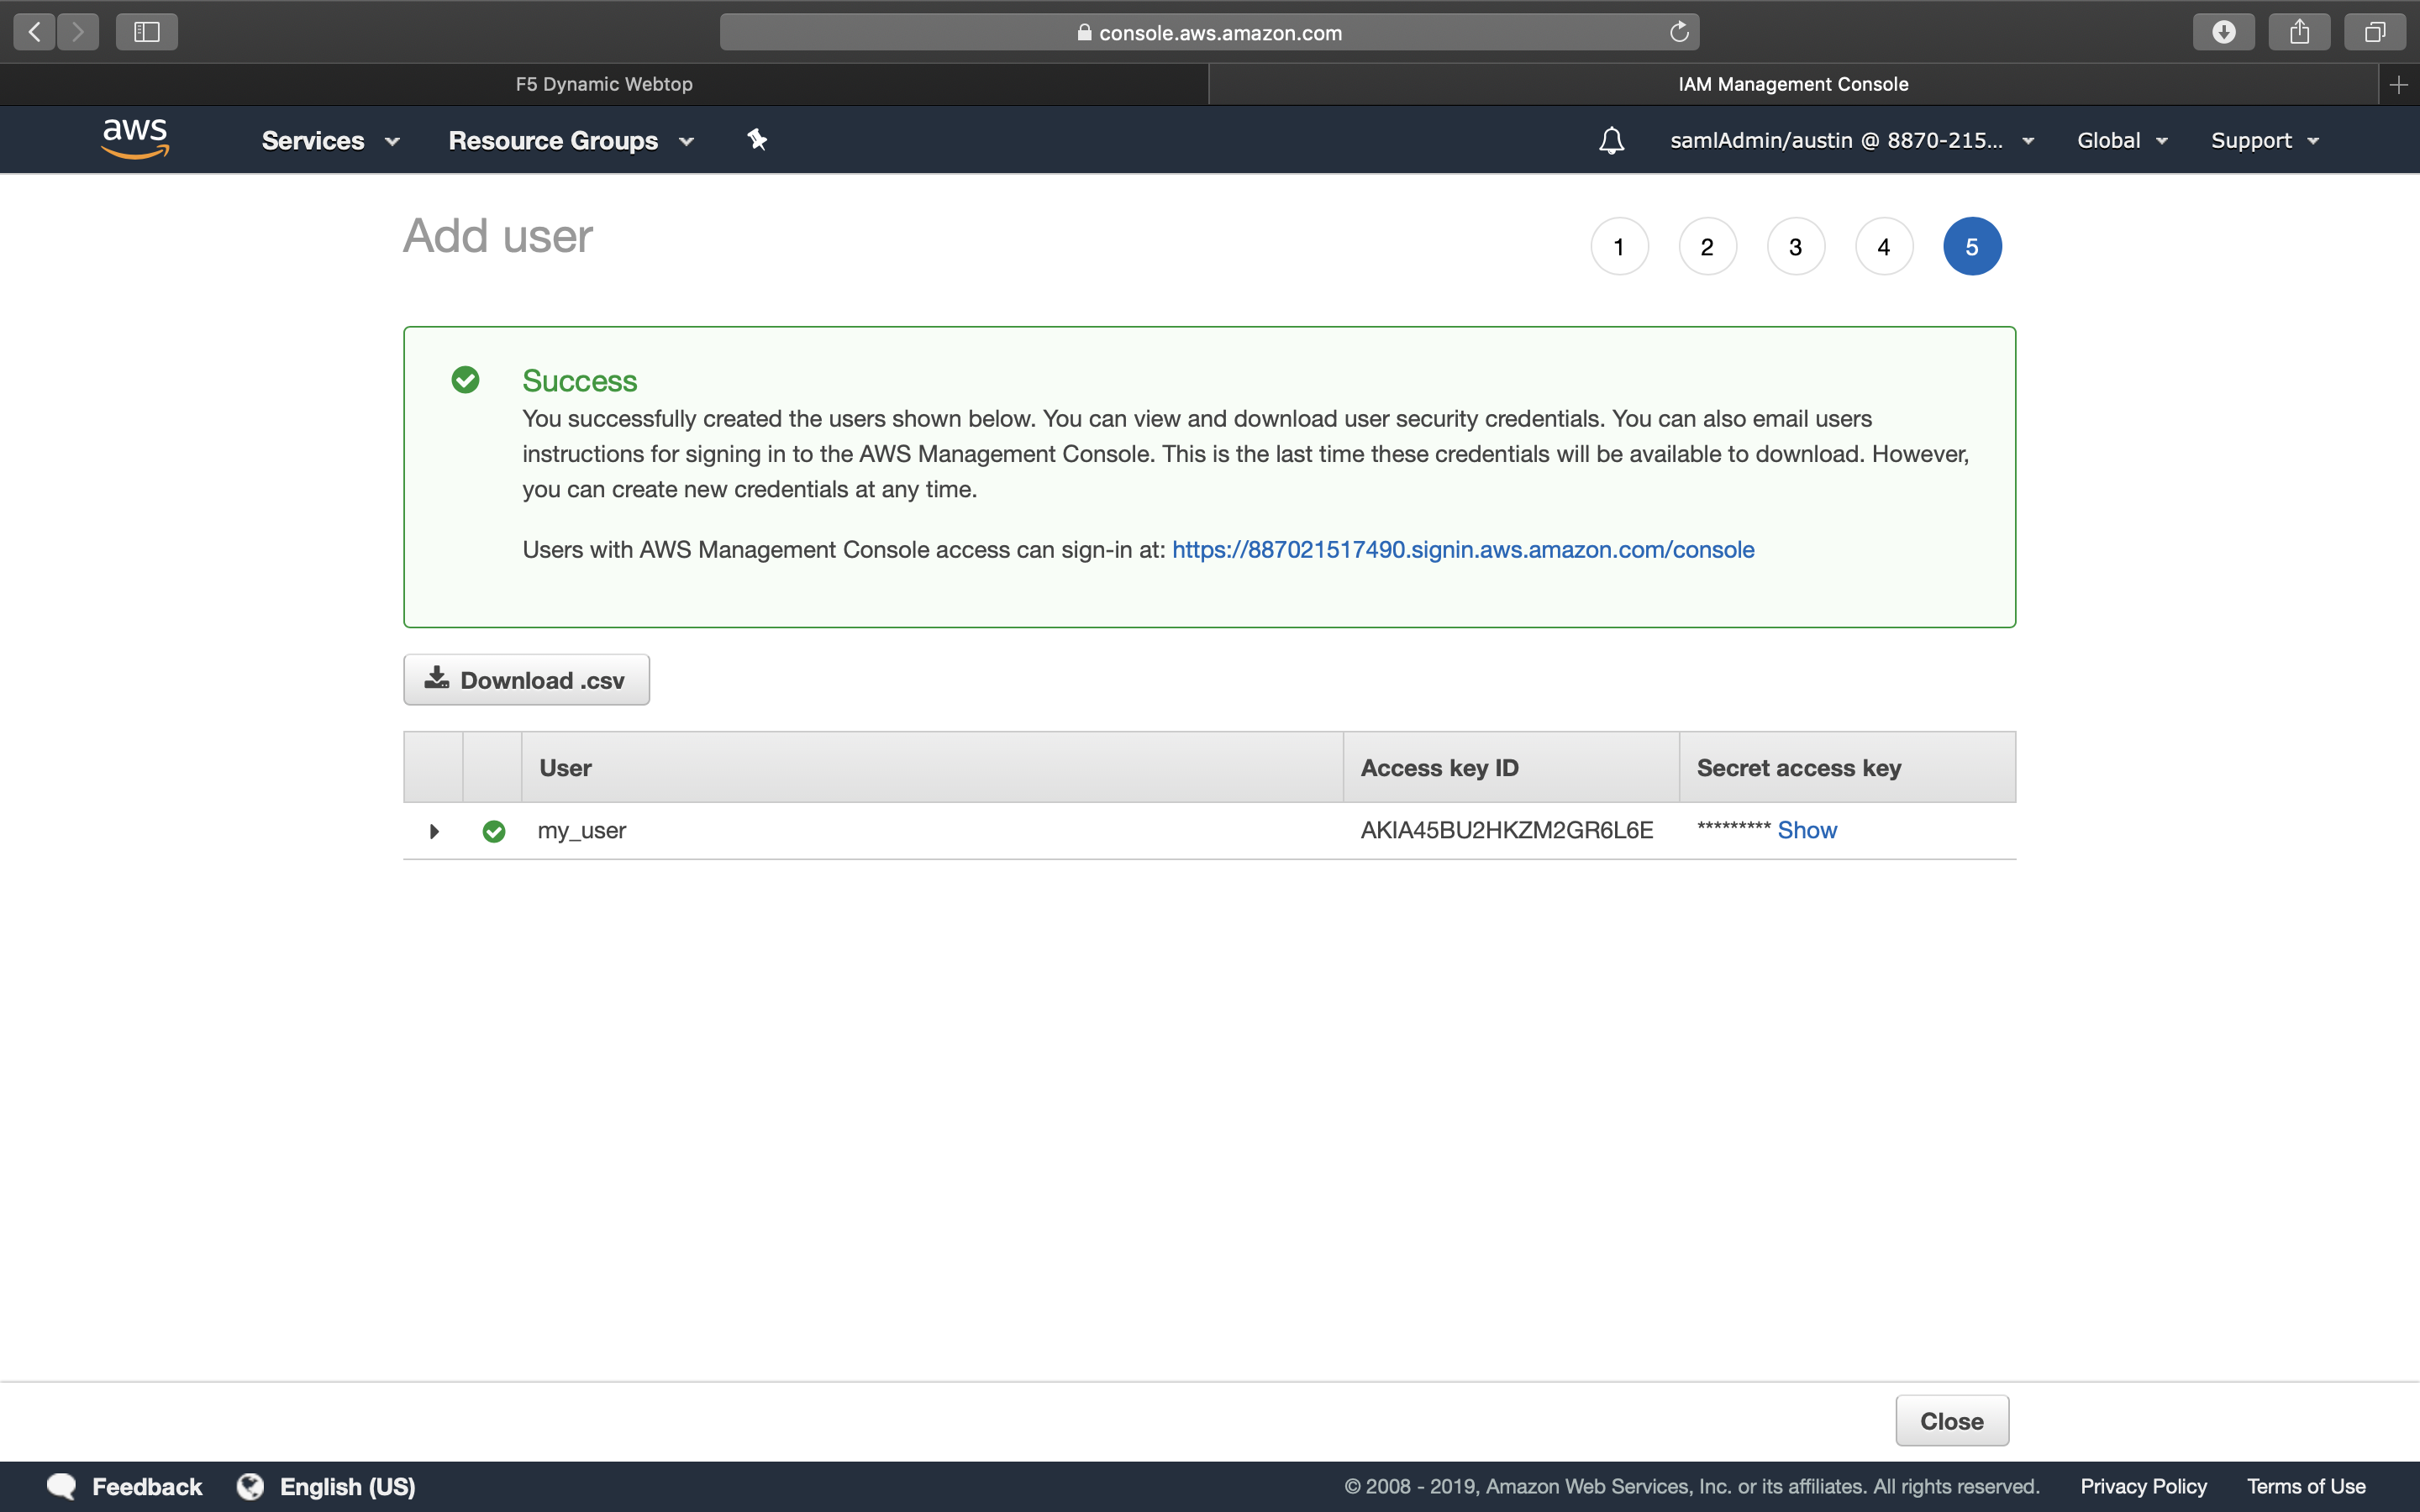 console.aws.amazon.com
F5 Dynamic Webtop
IAM Management Console
aws
Services
Resource Groups
samlAdmin/austin @ 8870-215...
Global
Support
Add user
1
2
3
4
5
Success
You successfully created the users shown below. You can view and download user security credentials. You can also email users
instructions for signing in to the AWS Management Console. This is the last time these credentials will be available to download. However,
you can create new credentials at any time.
Users with AWS Management Console access can sign-in at: https://887021517490.signin.aws.amazon.com/console
Download .csv
User
Access key ID
Secret access key
my_user
AKIA45BU2HKZM2GR6L6E
********* Show
Close
Feedback
English (US)
© 2008 - 2019, Amazon Web Services, Inc. or its affiliates. All rights reserved.
Privacy Policy
Terms of Use